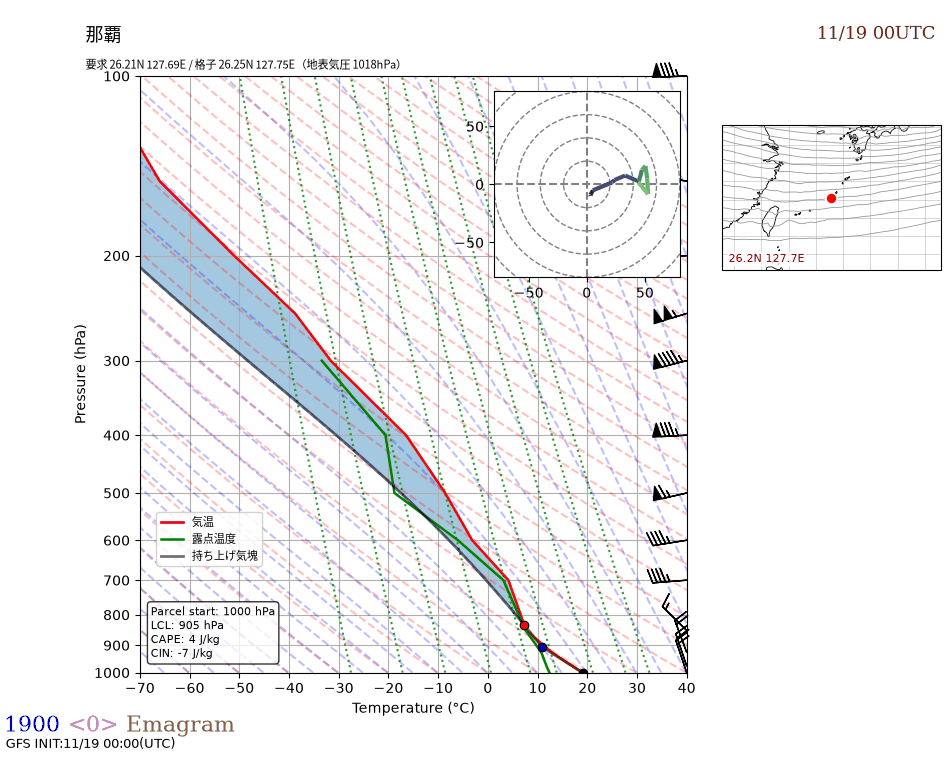 那覇
11/19 00UTC
要求 26.21N 127.69E / 格子 26.25N 127.75E（地表気圧 1018hPa）
100
200
300
400
500
600
700
800
900
1000
Pressure (hPa)
50
0
−50
−50 0 50
26.2N 127.7E
気温
露点温度
持ち上げ気塊
Parcel start: 1000 hPa
LCL: 905 hPa
CAPE: 4 J/kg
CIN: -7 J/kg
−70 −60 −50 −40 −30 −20 −10 0 10 20 30 40
Temperature (°C)
1900 <0> Emagram
GFS INIT:11/19 00:00(UTC)